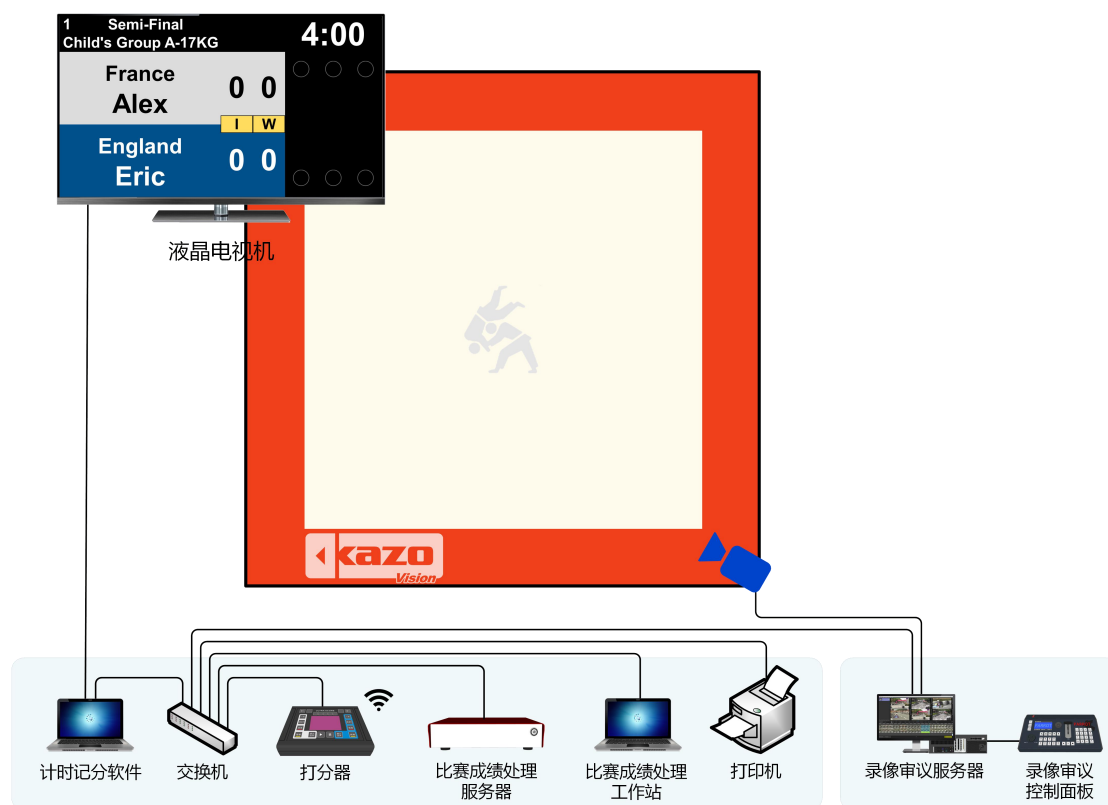 1 Semi-Final
Child's Group A-17KG
4:00
France
Alex
0 0
I W
England
Eric
0 0
液晶电视机
kazo
Vision
计时记分软件
交换机
打分器
比赛成绩处理
服务器
比赛成绩处理
工作站
打印机
录像审议服务器
录像审议
控制面板